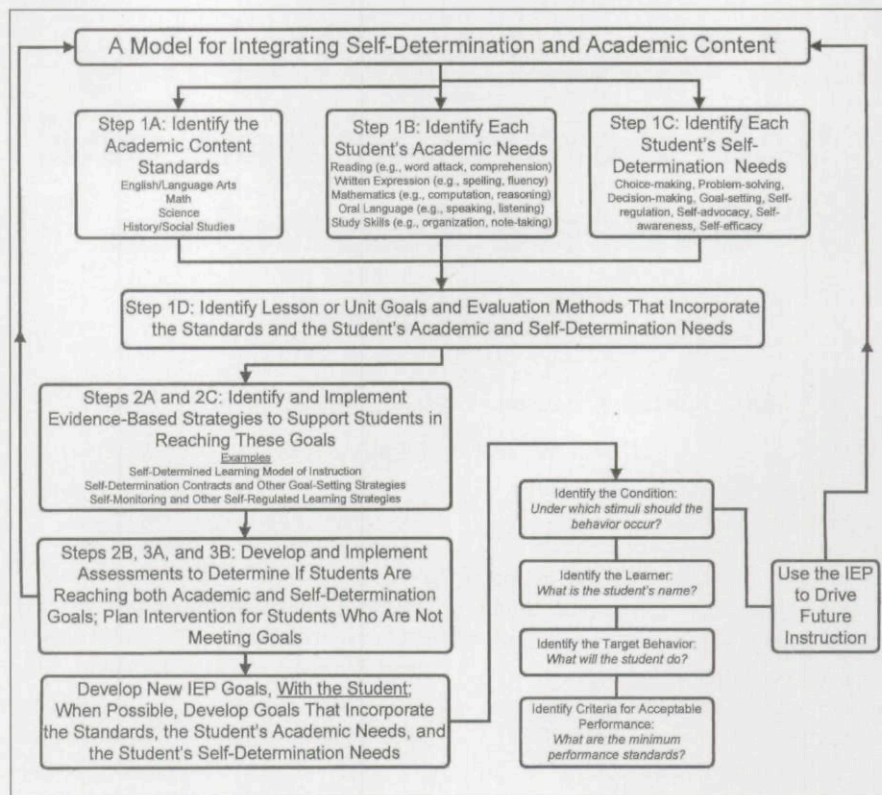 A Model for Integrating Self-Determination and Academic Content
Step 1A: Identify the
Academic Content
Standards
English/Language Arts
Math
Science
History/Social Studies
Step 1B: Identify Each
Student's Academic Needs
Reading (e.g., word attack, comprehension)
Written Expression (e.g., spelling, fluency)
Mathematics (e.g., computation, reasoning)
Oral Language (e.g., speaking, listening)
Study Skills (e.g., organization, note-taking)
Step 1C: Identify Each
Student's Self-
Determination Needs
Choice-making, Problem-solving,
Decision-making, Goal-setting, Self-
regulation, Self-advocacy, Self-
awareness, Self-efficacy
Step 1D: Identify Lesson or Unit Goals and Evaluation Methods That Incorporate
the Standards and the Student's Academic and Self-Determination Needs
Steps 2A and 2C: Identify and Implement
Evidence-Based Strategies to Support Students in
Reaching These Goals
Examples
Self-Determined Learning Model of Instruction
Self-Determination Contracts and Other Goal-Setting Strategies
Self-Monitoring and Other Self-Regulated Learning Strategies
Steps 2B, 3A, and 3B: Develop and Implement
Assessments to Determine If Students Are
Reaching both Academic and Self-Determination
Goals; Plan Intervention for Students Who Are Not
Meeting Goals
Develop New IEP Goals, With the Student;
When Possible, Develop Goals That Incorporate
the Standards, the Student's Academic Needs, and
the Student's Self-Determination Needs
Identify the Condition:
Under which stimuli should the
behavior occur?
Identify the Learner:
What is the student's name?
Identify the Target Behavior:
What will the student do?
Identify Criteria for Acceptable
Performance:
What are the minimum
performance standards?
Use the IEP
to Drive
Future
Instruction